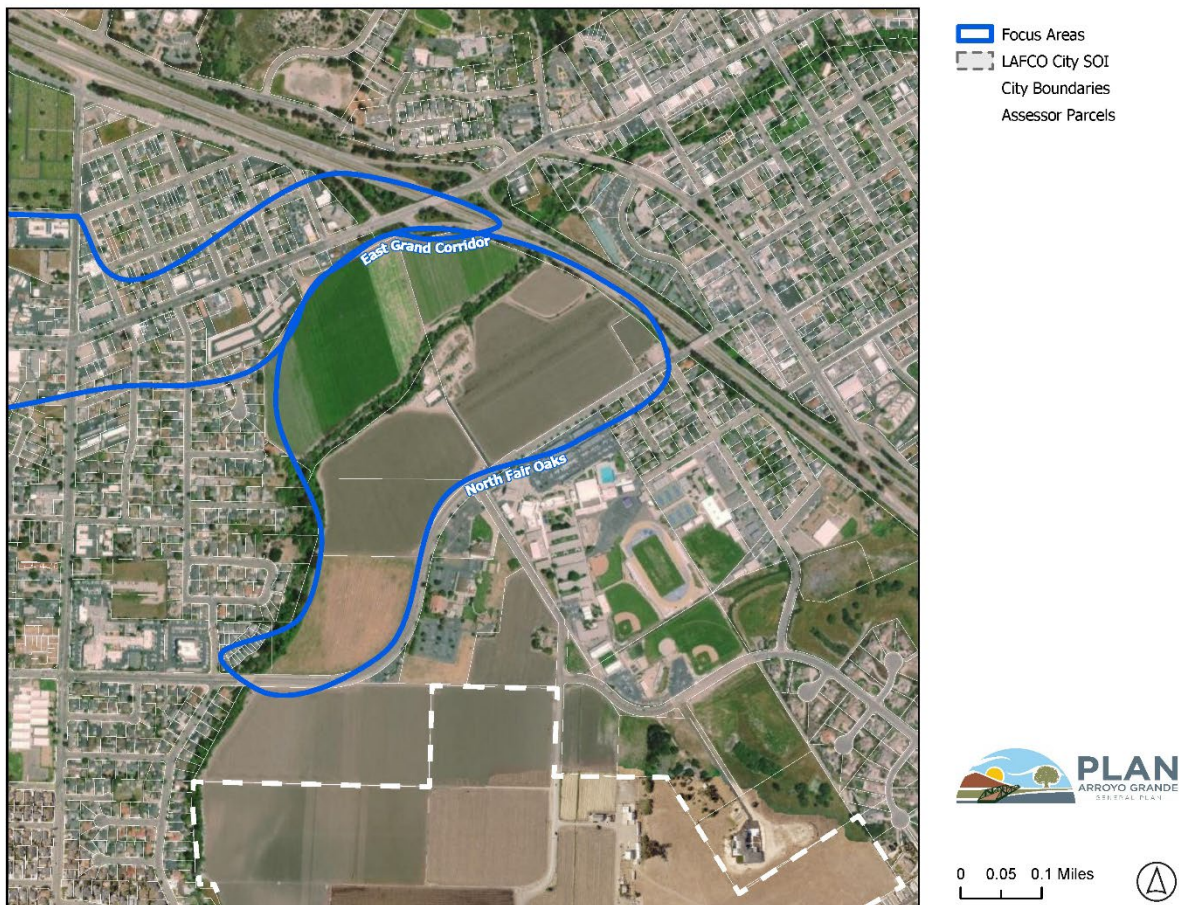 Focus Areas
LAFCO City SOI
City Boundaries
Assessor Parcels
East Grand Corridor
North Fair Oaks
PLAN
ARROYO GRANDE
GENERAL PLAN
0 0.05 0.1 Miles